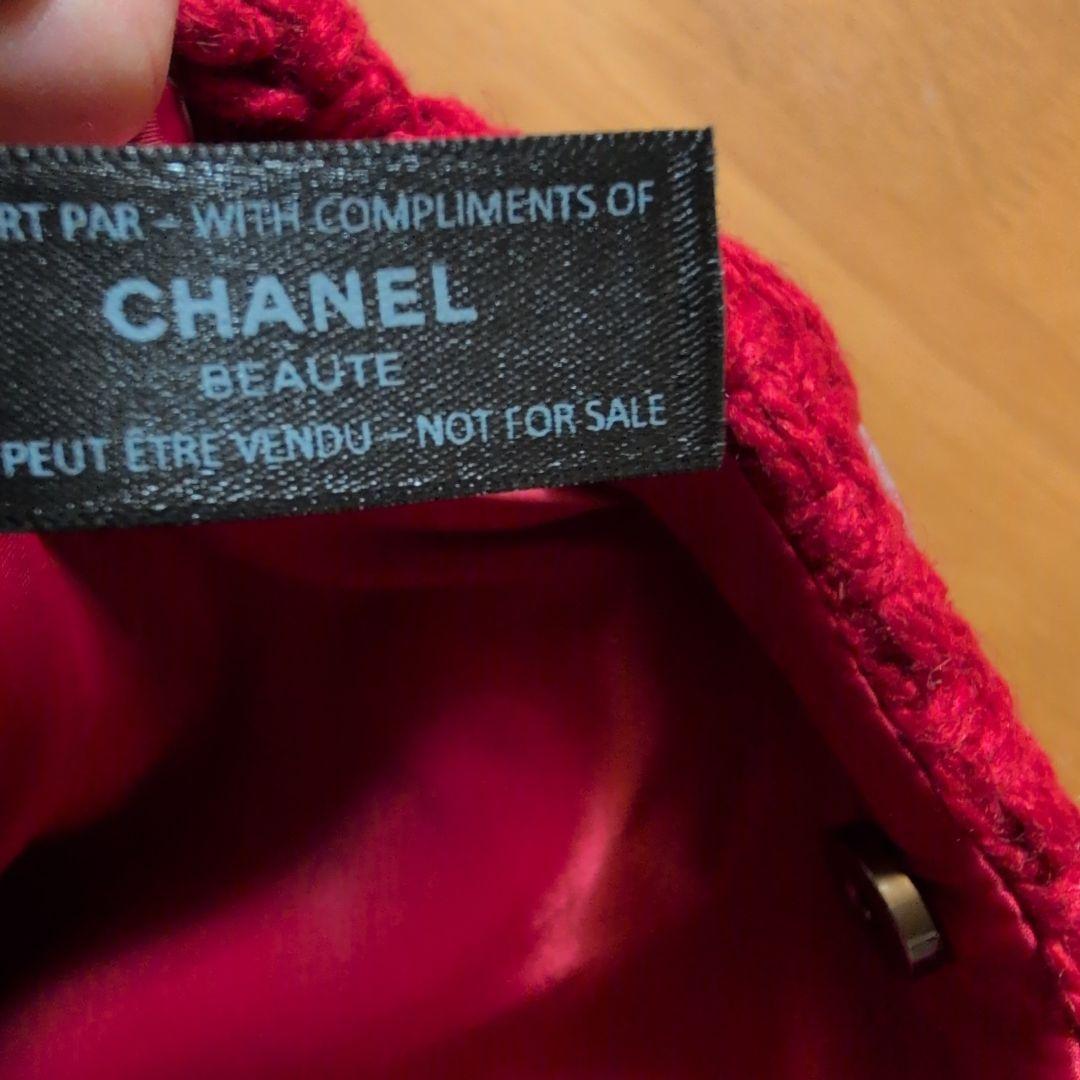 RT PAR – WITH COMPLIMENTS OF
CHANEL
BEAUTE
PEUT ÊTRE VENDU – NOT FOR SALE